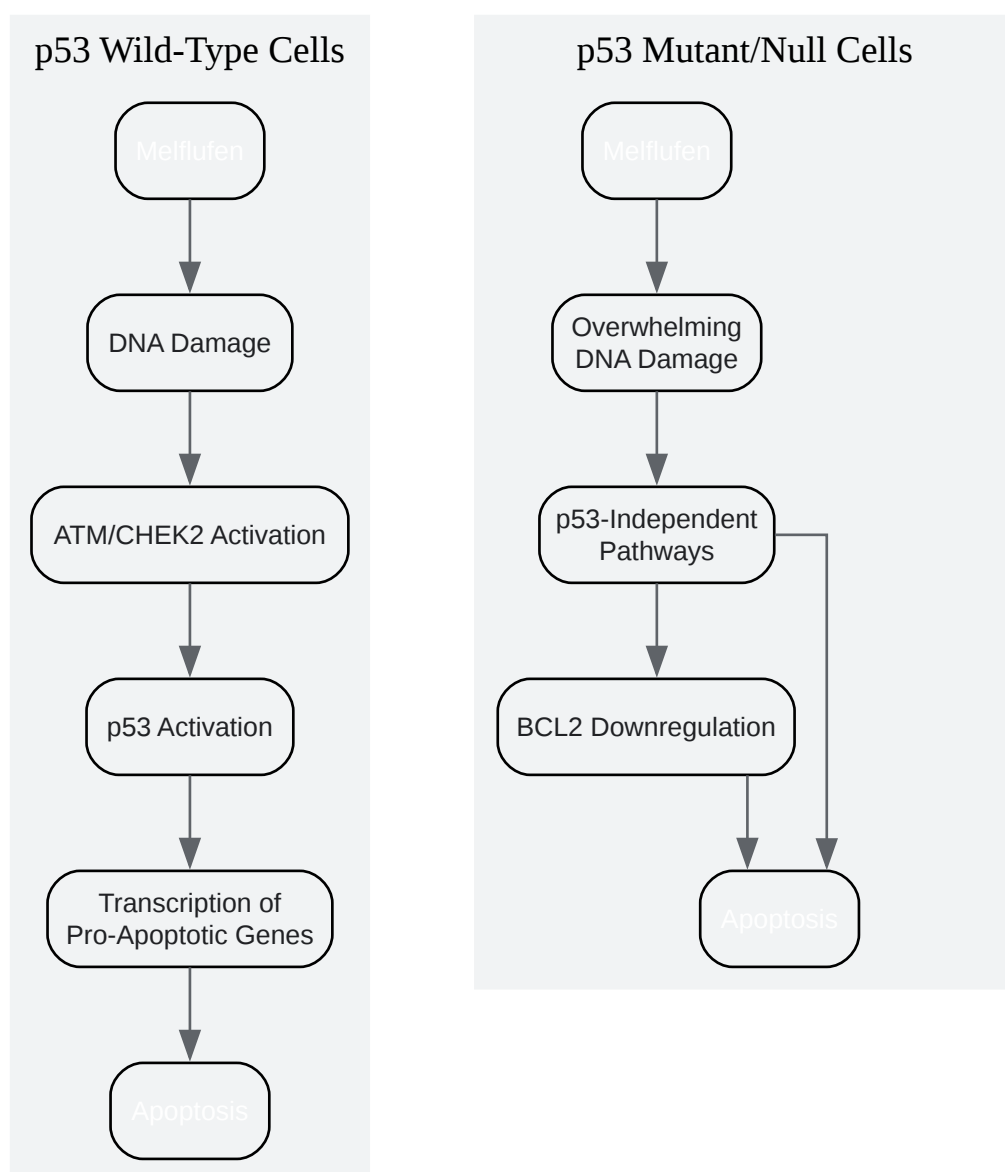 p53 Wild-Type Cells
Melflufen
DNA Damage
ATM/CHEK2 Activation
p53 Activation
Transcription of
Pro-Apoptotic Genes
Apoptosis
p53 Mutant/Null Cells
Melflufen
Overwhelming
DNA Damage
p53-Independent
Pathways
BCL2 Downregulation
Apoptosis